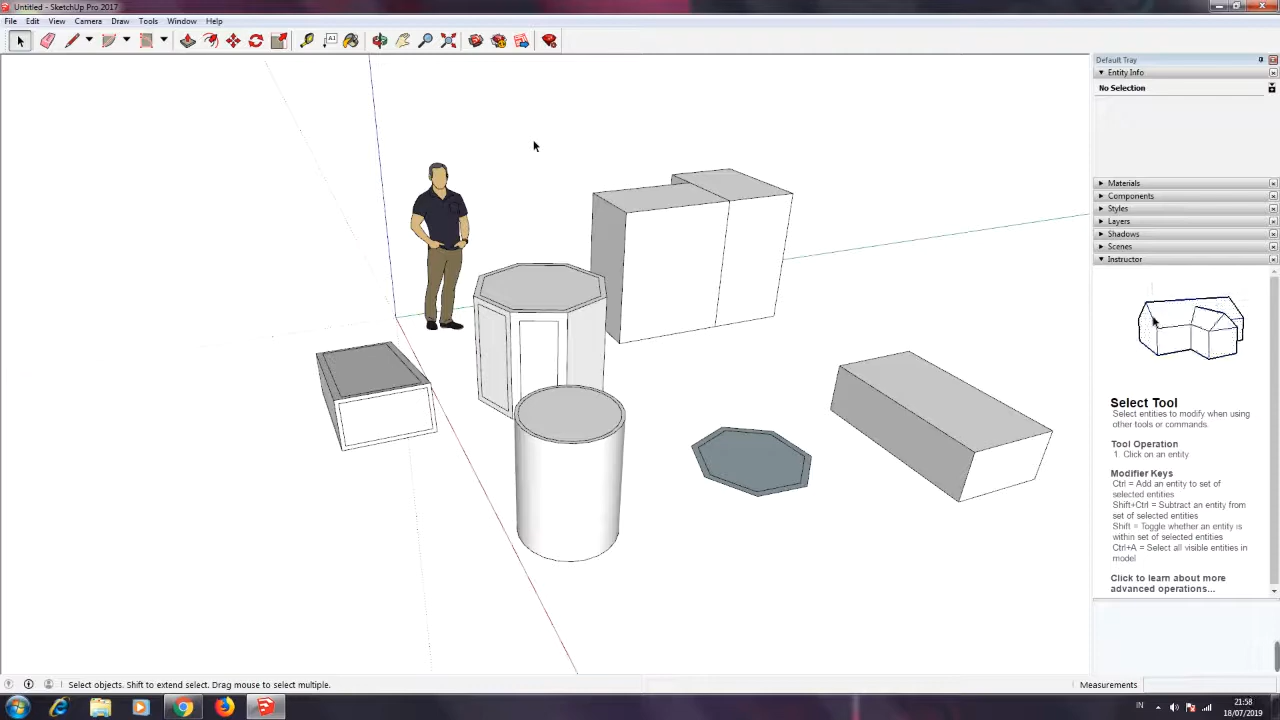 Untitled - SketchUp Pro 2017
File Edit View Camera Draw Tools Window Help
A1
Default Tray
Entity Info
No Selection
Materials
Components
Styles
Layers
Shadows
Scenes
Instructor
Select Tool
Select entities to modify when using
other tools or commands.
Tool Operation
1. Click on an entity
Modifier Keys
Ctrl = Add an entity to set of
selected entities
Shift+Ctrl = Subtract an entity from
set of selected entities
Shift = Toggle whether an entity is
within set of selected entities
Ctrl+A = Select all visible entities in
model
Click to learn about more
advanced operations...
Select objects. Shift to extend select. Drag mouse to select multiple.
Measurements
IN
21:58
18/07/2019